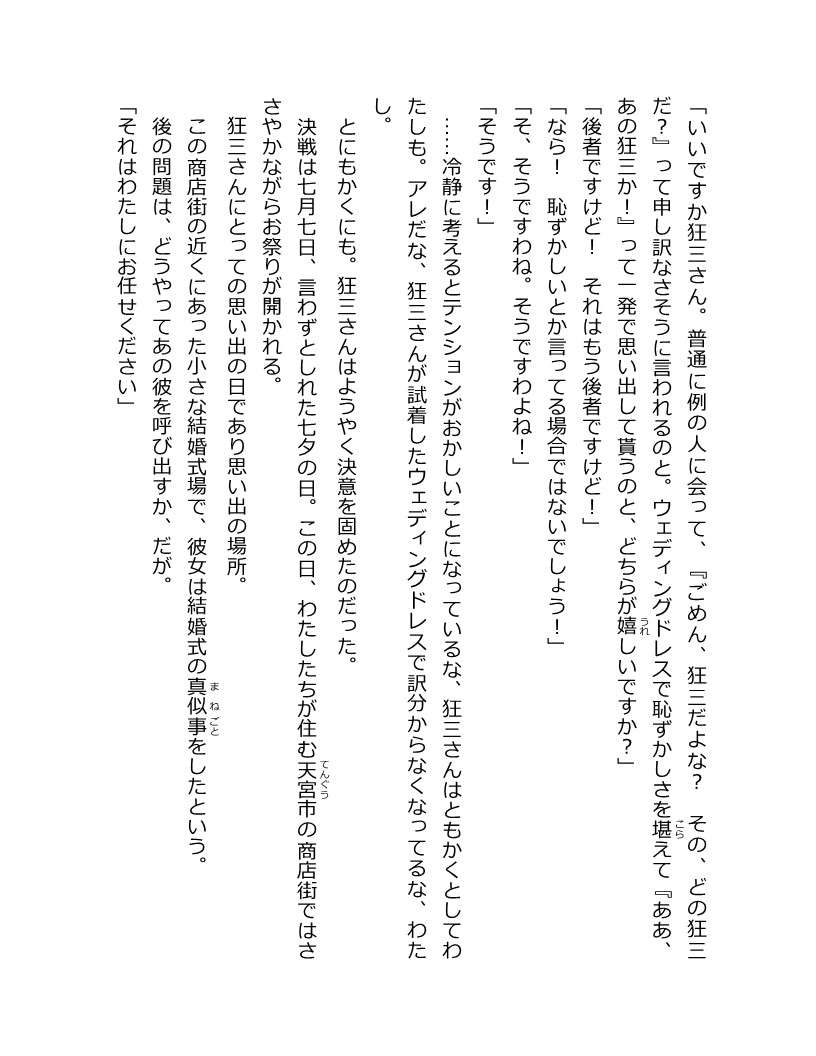 「いいですか狂三さん。普通に例の人に会って、『ごめん、狂三だよな？　その、どの狂三
だ？』って申し訳なさそうに言われるのと。ウェディングドレスで恥ずかしさを堪えて『ああ、
あの狂三か！』って一発で思い出して貰うのと、どちらが嬉しいですか？」
「後者ですけど！　それはもう後者ですけど！」
「なら！　恥ずかしいとか言ってる場合ではないでしょう！」
「そ、そうですわね。そうですわよね！」
「そうです！」
　……冷静に考えるとテンションがおかしいことになっているな、狂三さんはともかくとしてわ
たしも。アレだな、狂三さんが試着したウェディングドレスで訳分からなくなってるな、わた
し。
　とにもかくにも。狂三さんはようやく決意を固めたのだった。
　決戦は七月七日、言わずとしれた七夕の日。この日、わたしたちが住む天宮市の商店街ではさ
さやかながらお祭りが開かれる。
　狂三さんにとっての思い出の日であり思い出の場所。
　この商店街の近くにあった小さな結婚式場で、彼女は結婚式の真似事をしたという。
　後の問題は、どうやってあの彼を呼び出すか、だが。
「それはわたしにお任せください」
こら
うれ
てんぐう
まねごと